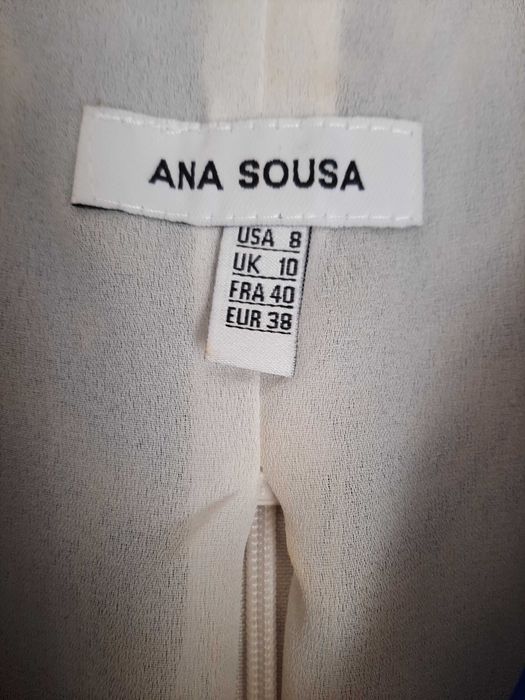 ANA SOUSA
USA 8
UK 10
FRA 40
EUR 38